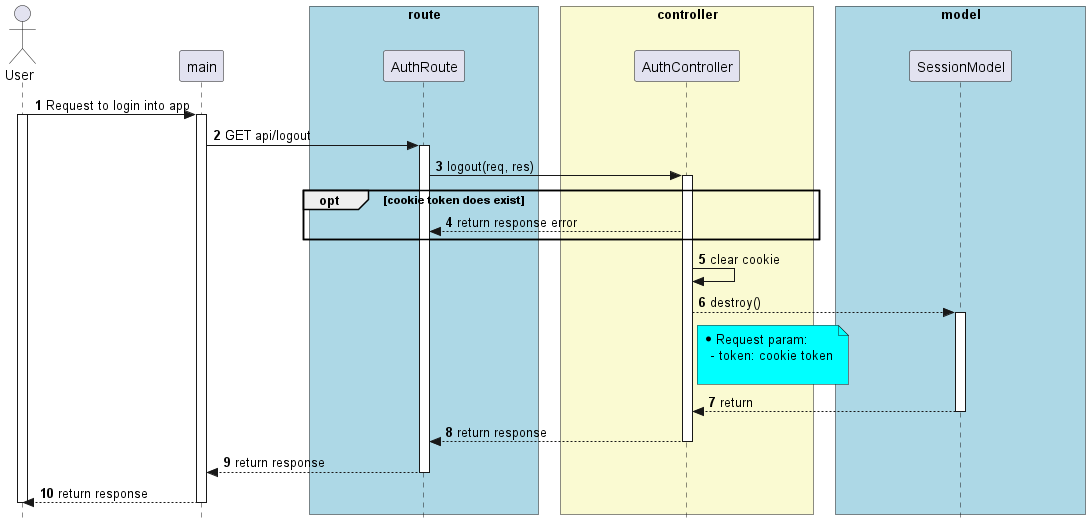 route
controller
model
User
main
AuthRoute
AuthController
SessionModel
1 Request to login into app
2 GET api/logout
3 logout(req, res)
opt [cookie token does exist]
4 return response error
5 clear cookie
6 destroy()
• Request param:
- token: cookie token
7 return
8 return response
9 return response
10 return response